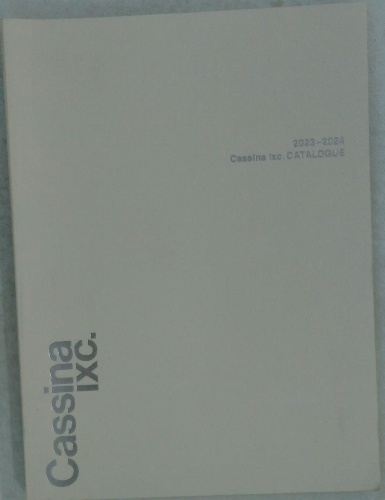 2023-2024
Cassina ixc. CATALOGUE
Cassina
ixc.